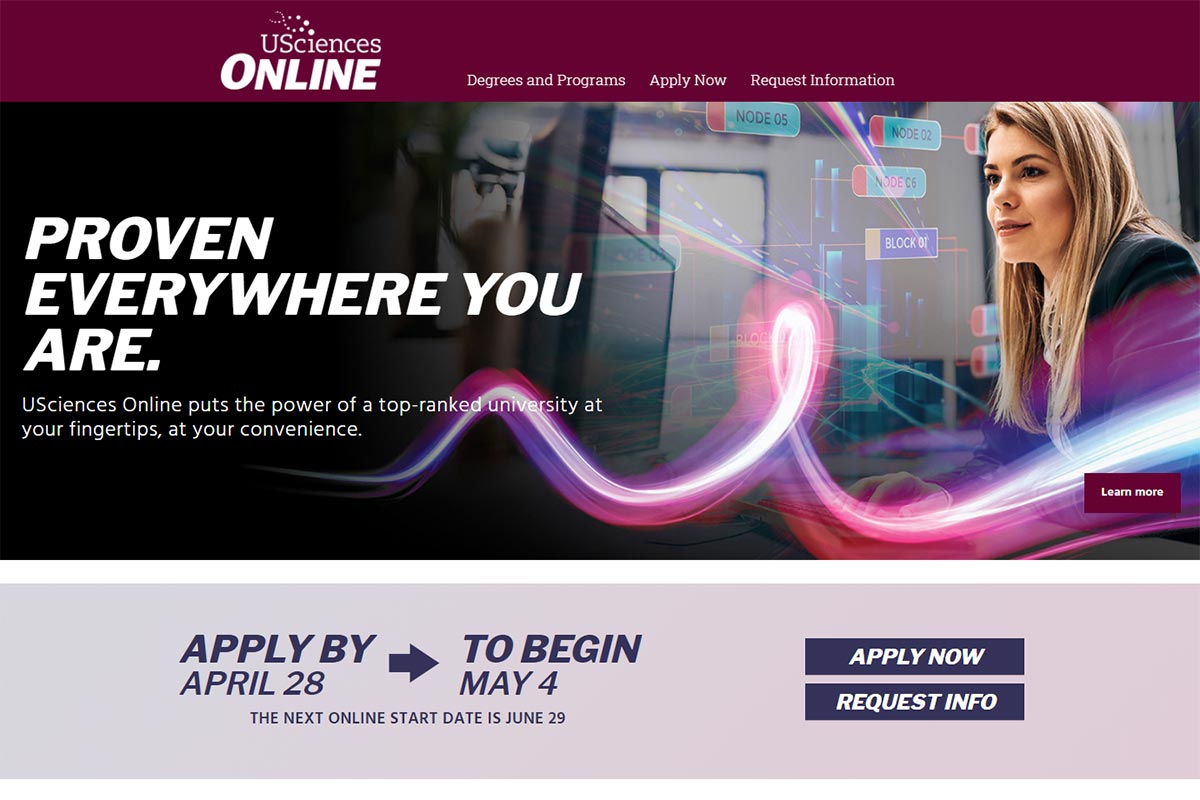 USciences
ONLINE
Degrees and Programs Apply Now Request Information
NODE 05
NODE 02
NODE C6
BLOCK 01
PROVEN
EVERYWHERE YOU
ARE.
USciences Online puts the power of a top-ranked university at
your fingertips, at your convenience.
Learn more
APPLY BY TO BEGIN
APRIL 28 MAY 4
THE NEXT ONLINE START DATE IS JUNE 29
APPLY NOW
REQUEST INFO